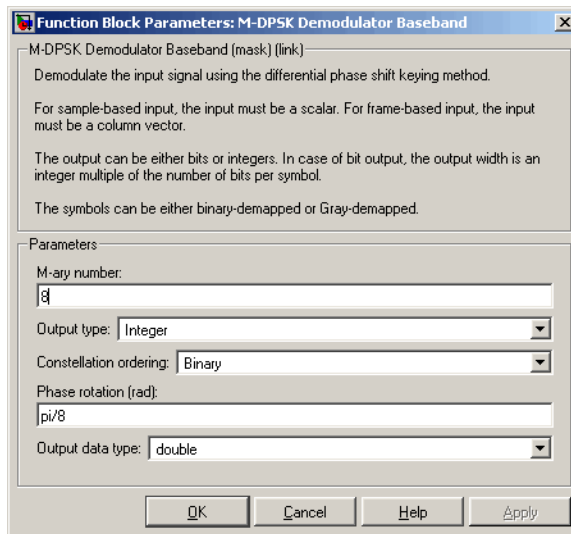 Function Block Parameters: M-DPSK Demodulator Baseband
M-DPSK Demodulator Baseband (mask) (link)
Demodulate the input signal using the differential phase shift keying method.
For sample-based input, the input must be a scalar. For frame-based input, the input
must be a column vector.
The output can be either bits or integers. In case of bit output, the output width is an
integer multiple of the number of bits per symbol.
The symbols can be either binary-demapped or Gray-demapped.
Parameters
M-ary number:
8
Output type: Integer
Constellation ordering: Binary
Phase rotation (rad):
pi/8
Output data type: double
OK Cancel Help Apply